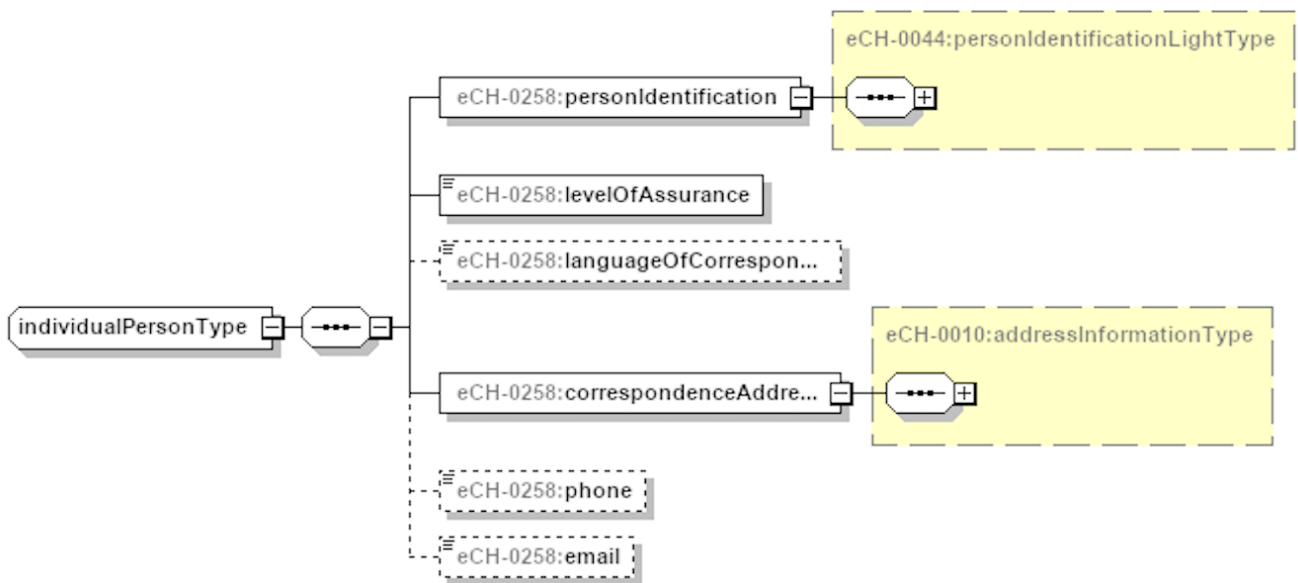 eCH-0044:personIdentificationLightType
eCH-0258:personIdentification
eCH-0258:levelOfAssurance
eCH-0258:languageOfCorrespon...
individualPersonType
eCH-0010:addressInformationType
eCH-0258:correspondenceAddre...
eCH-0258:phone
eCH-0258:email